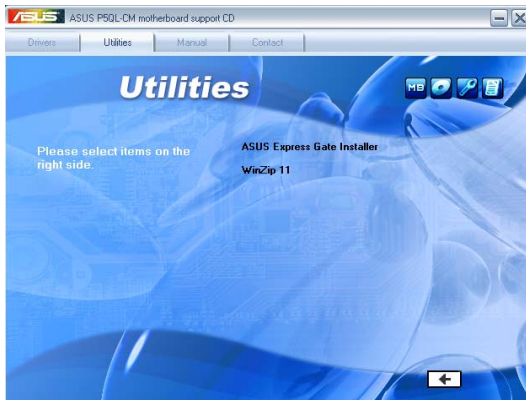 ASUS ASUS P5QL-CM motherboard support CD
Drivers Utilities Manual Contact
Utilities
MB
Please select items on the
right side.
ASUS Express Gate Installer
WinZip 11